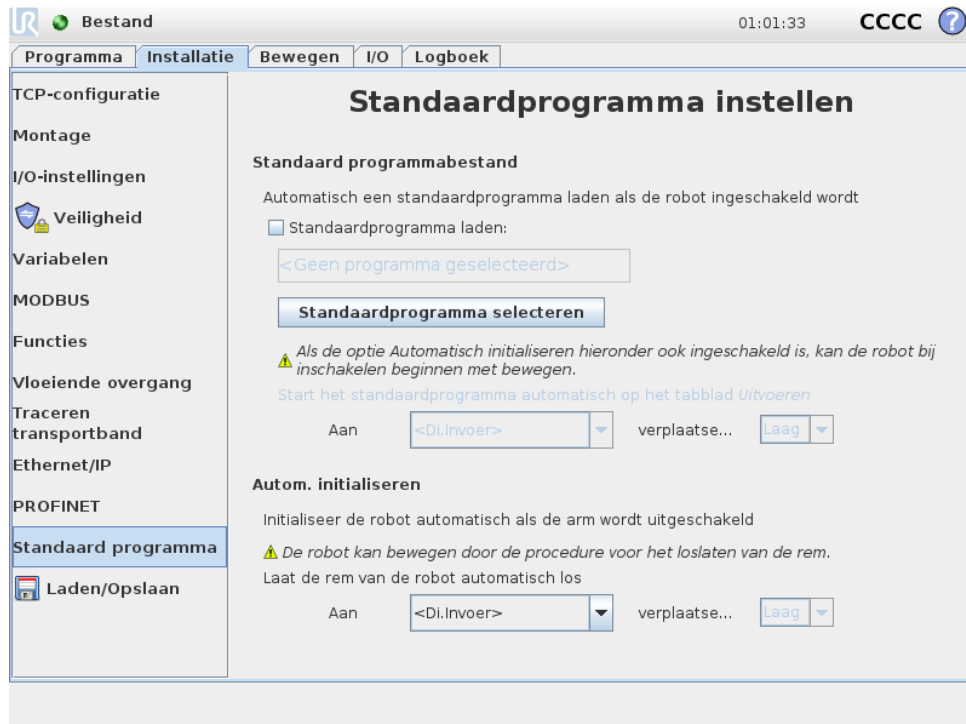 UR Bestand 01:01:33 CCCC ?
Programma Installatie Bewegen I/O Logboek
TCP-configuratie
Montage
I/O-instellingen
Veiligheid
Variabelen
MODBUS
Functies
Vloeiende overgang
Traceren
transportband
Ethernet/IP
PROFINET
Standaard programma
Laden/Opslaan
Standaardprogramma instellen
Standaard programmabestand
Automatisch een standaardprogramma laden als de robot ingeschakeld wordt
Standaardprogramma laden:
<Geen programma geselecteerd>
Standaardprogramma selecteren
Als de optie Automatisch initialiseren hieronder ook ingeschakeld is, kan de robot bij
inschakelen beginnen met bewegen.
Start het standaardprogramma automatisch op het tabblad Uitvoeren
Aan <Di.Invoer> verplaatse... Laag
Autom. initialiseren
Initialiseer de robot automatisch als de arm wordt uitgeschakeld
De robot kan bewegen door de procedure voor het loslaten van de rem.
Laat de rem van de robot automatisch los
Aan <Di.Invoer> verplaatse... Laag